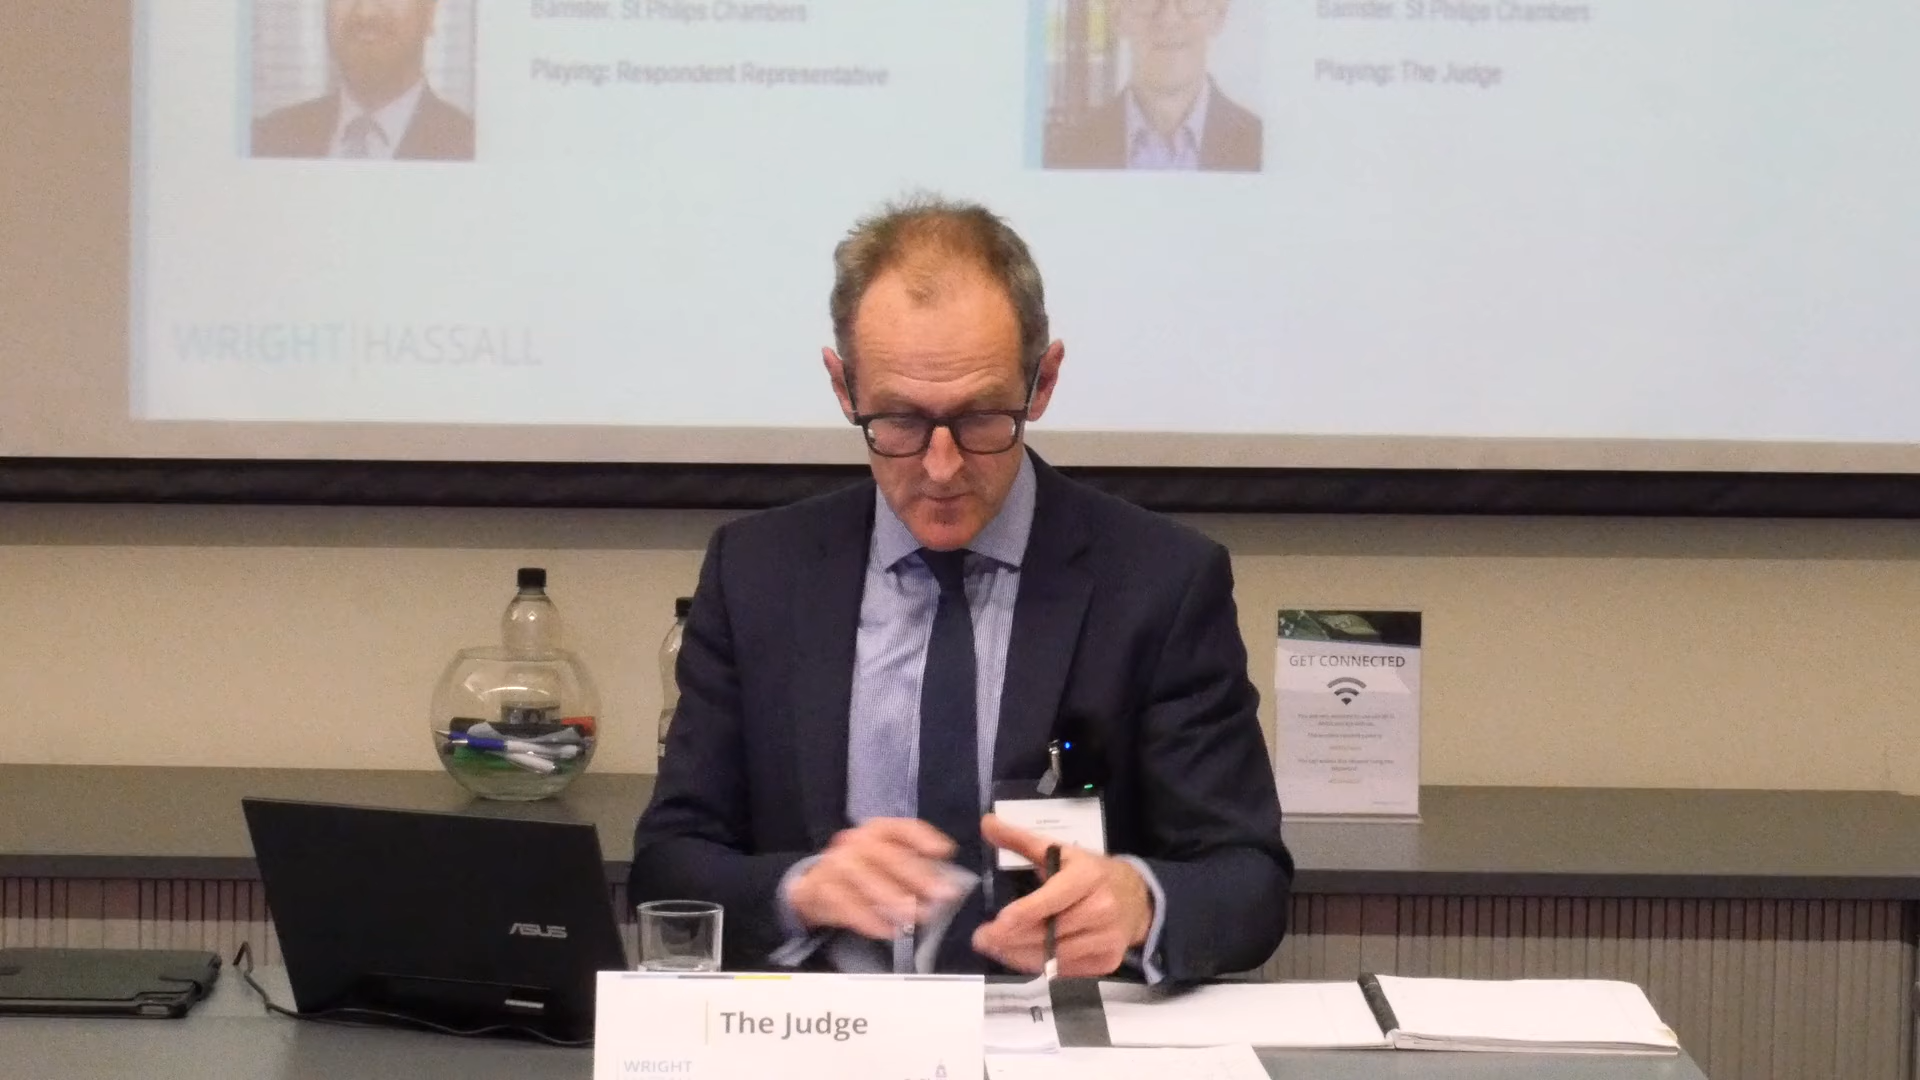 Barrister, St Philips Chambers
Playing: Respondent Representative
Barrister, St Philips Chambers
Playing: The Judge
WRIGHT|HASSALL
GET CONNECTED
ASUS
The Judge
WRIGHT